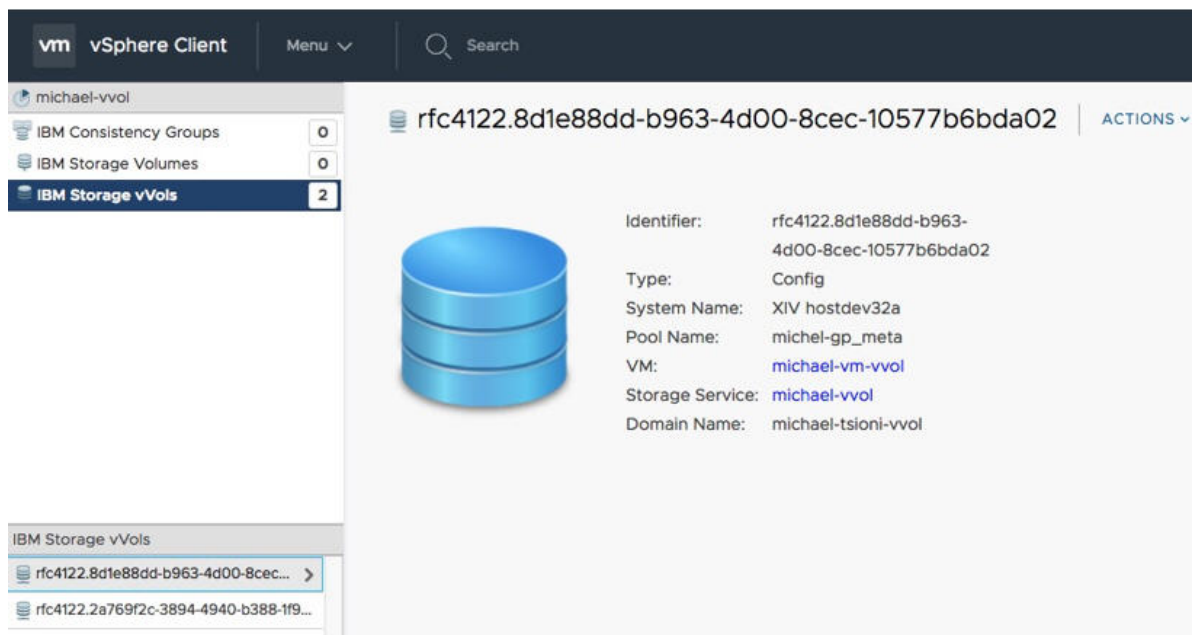 vm vSphere Client Menu Search
michael-vvol
IBM Consistency Groups 0
IBM Storage Volumes 0
IBM Storage vVols 2
rfc4122.8d1e88dd-b963-4d00-8cec-10577b6bda02 ACTIONS
Identifier: rfc4122.8d1e88dd-b963-
4d00-8cec-10577b6bda02
Type: Config
System Name: XIV hostdev32a
Pool Name: michel-gp_meta
VM: michael-vm-vvol
Storage Service: michael-vvol
Domain Name: michael-tsioni-vvol
IBM Storage vVols
rfc4122.8d1e88dd-b963-4d00-8cec...
rfc4122.2a769f2c-3894-4940-b388-1f9...